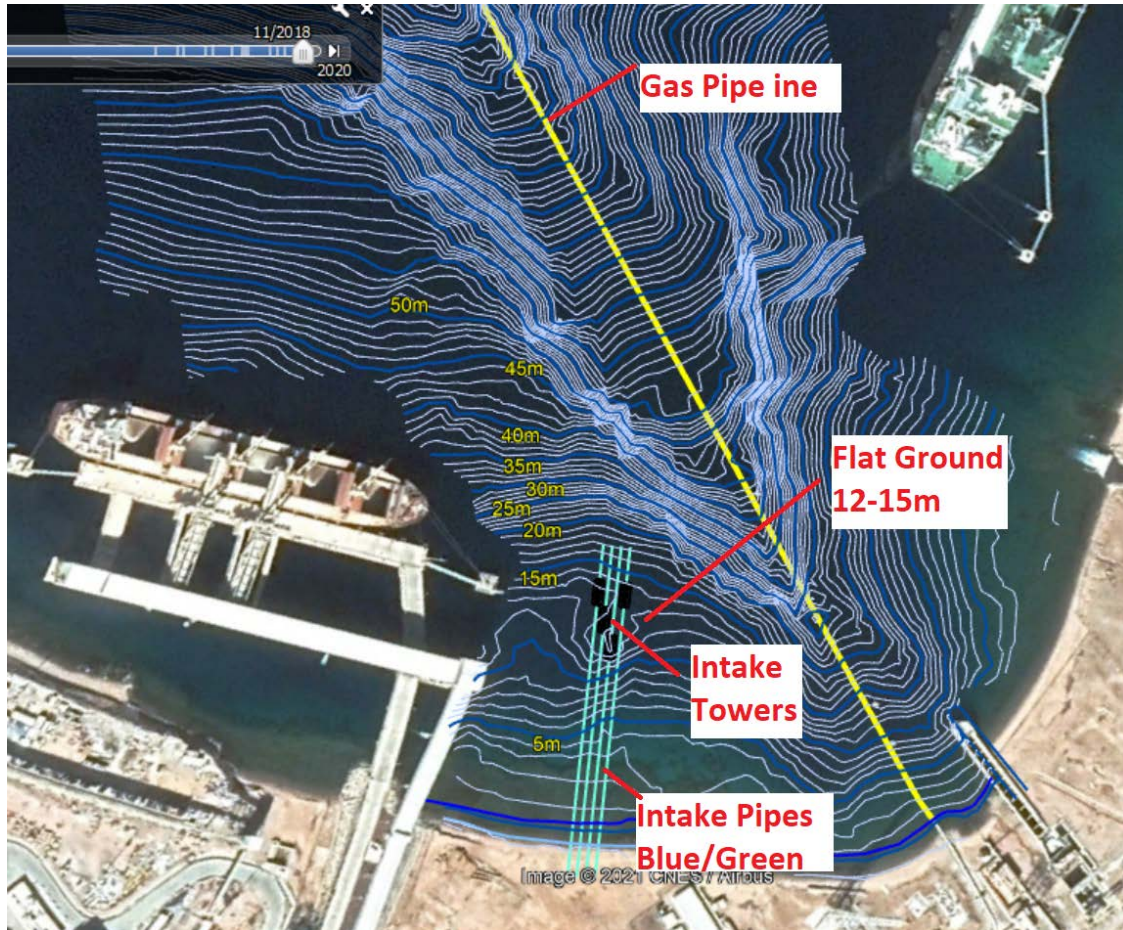 11/2018
2020
Gas Pipe ine
50m
45m
40m
35m
30m
25m
20m
15m
5m
Flat Ground
12-15m
Intake
Towers
Intake Pipes
Blue/Green
Image © 2021 CNES / Airbus